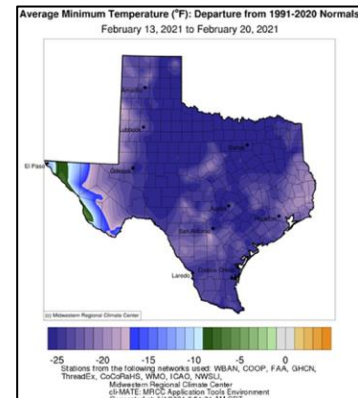 Average Minimum Temperature (°F): Departure from 1991-2020 Normals
February 13, 2021 to February 20, 2021
Amarillo
Lubbock
El Paso
Odessa
Dallas
Austin
Houston
San Antonio
Laredo
Corpus Christi
(c) Midwestern Regional Climate Center
-25 -20 -15 -10 -5 0 5
Stations from the following networks used: WBAN, COOP, FAA, GHCN,
ThreadEx, CoCoRaHS, WMO, ICAO, NWSLI,
Midwestern Regional Climate Center
cli-MATE: MRCC Application Tools Environment